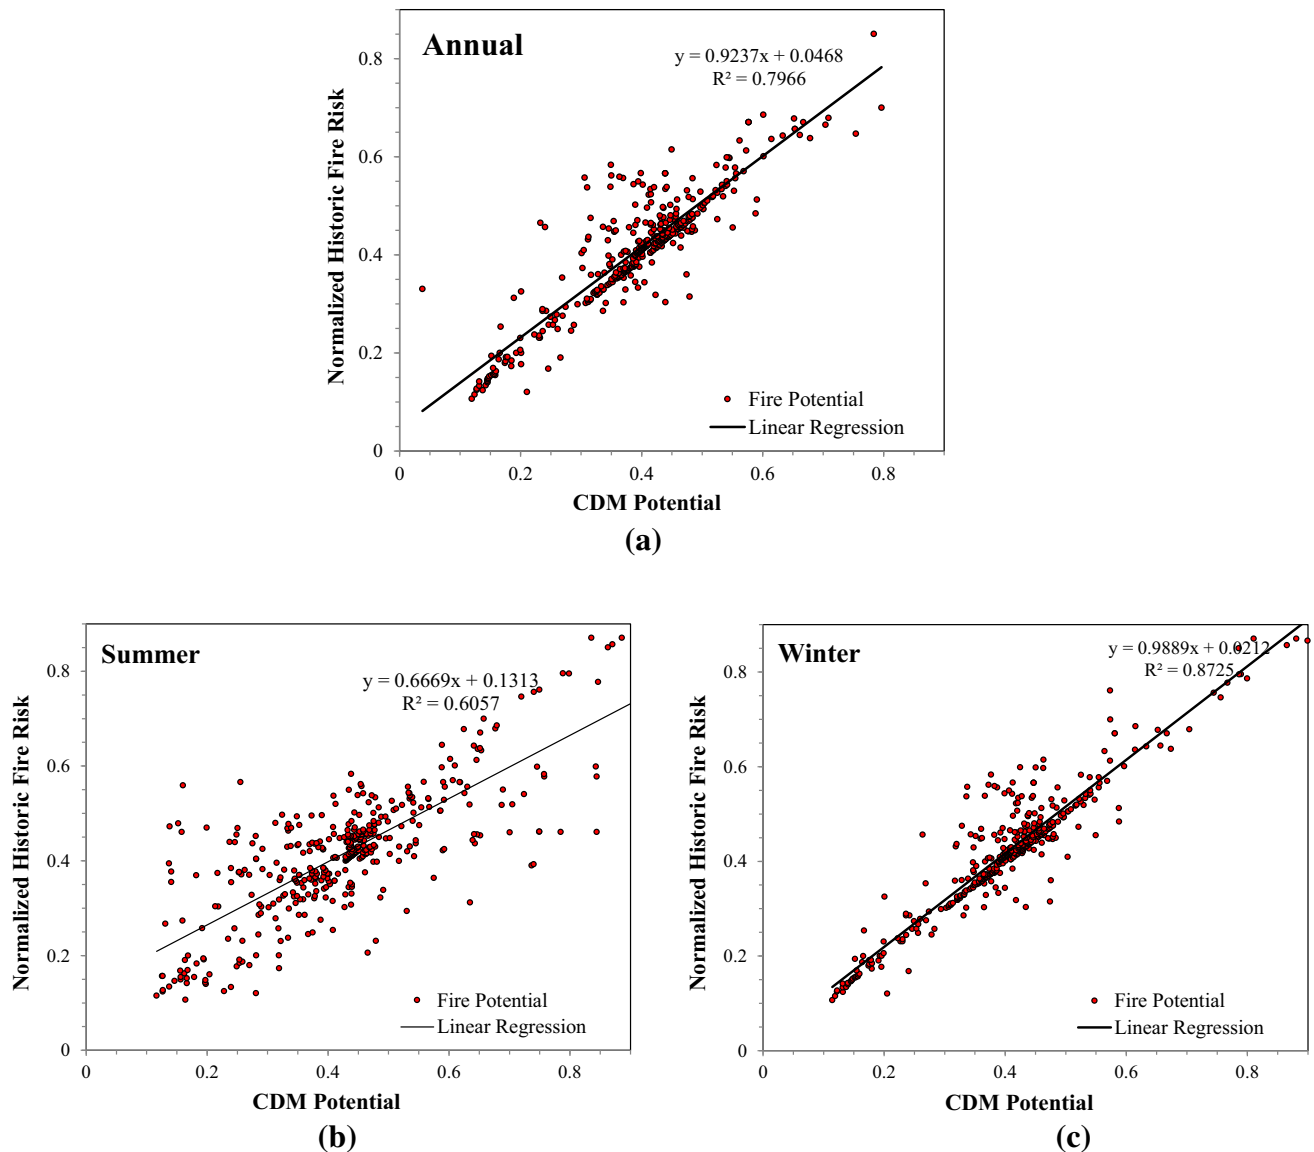 Annual
y = 0.9237x + 0.0468
R² = 0.7966
Normalized Historic Fire Risk
0.8
0.6
0.4
0.2
0
Fire Potential
Linear Regression
0 0.2 0.4 0.6 0.8
CDM Potential
(a)
Summer
y = 0.6669x + 0.1313
R² = 0.6057
Normalized Historic Fire Risk
0.8
0.6
0.4
0.2
0
Fire Potential
Linear Regression
0 0.2 0.4 0.6 0.8
CDM Potential
(b)
Winter
y = 0.9889x + 0.0212
R² = 0.8725
Normalized Historic Fire Risk
0.8
0.6
0.4
0.2
0
Fire Potential
Linear Regression
0 0.2 0.4 0.6 0.8
CDM Potential
(c)